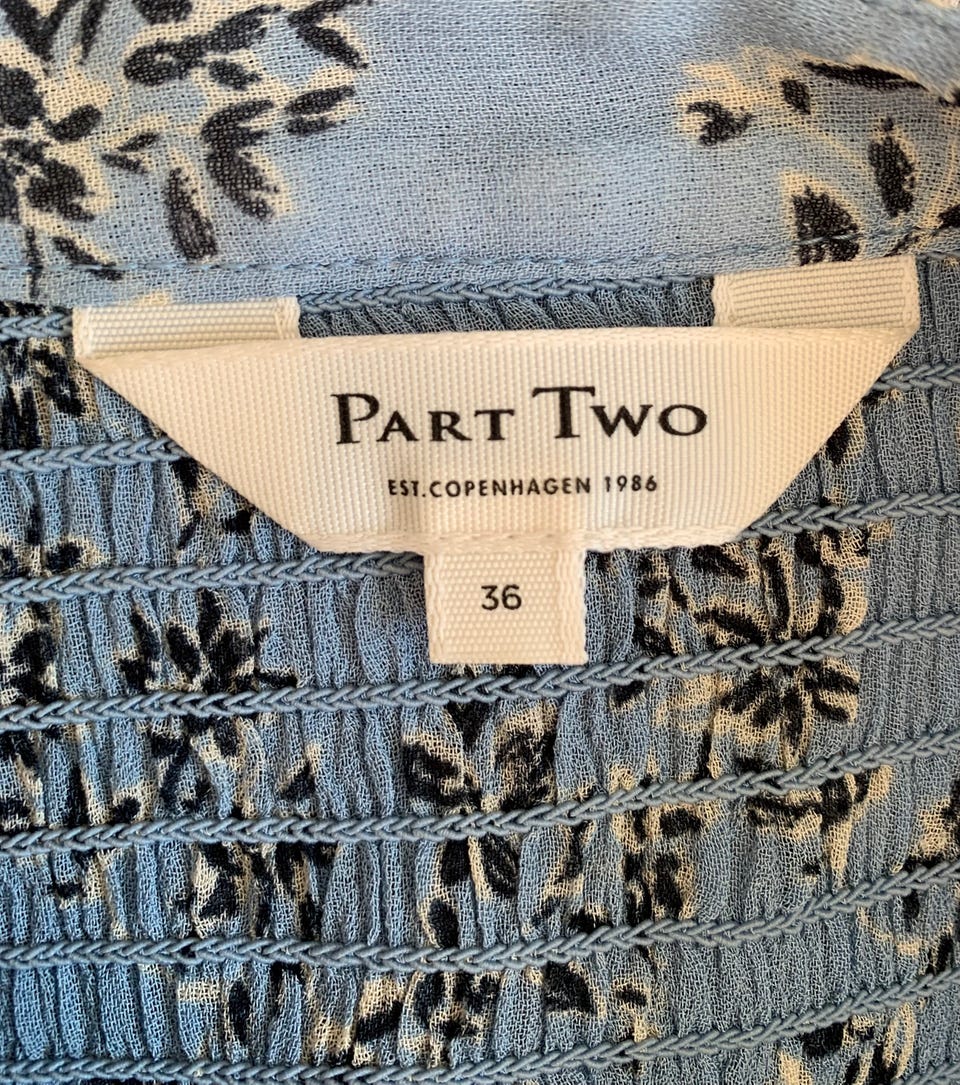 PART TWO
EST.COPENHAGEN 1986
36